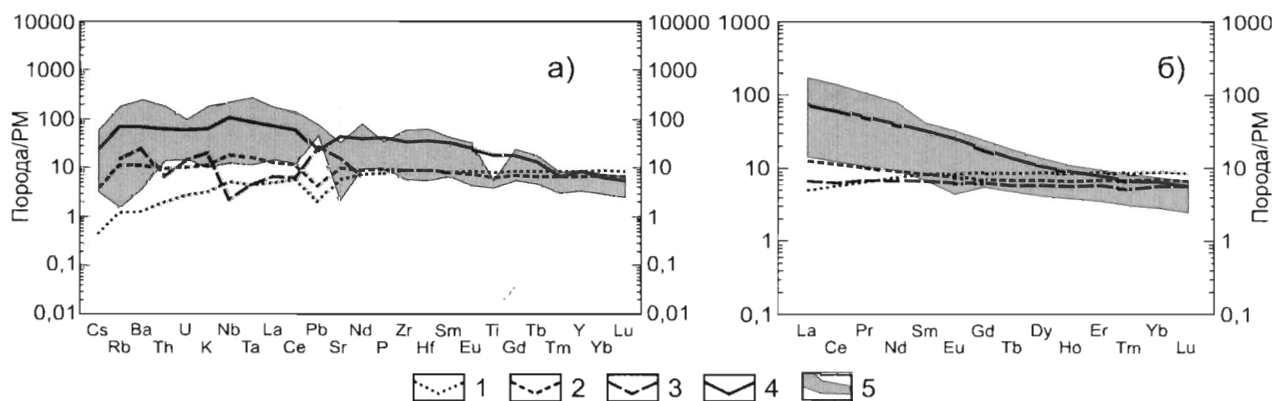 10000
1000
100
10
1
0,1
0,01
Порода/РМ
а)
10000
1000
100
10
1
0,1
0,01
Cs Ba U Nb La Pb Nd Zr Sm Ti Tb Y Lu
Rb Th K Ta Ce Sr P Hf Eu Gd Tm Yb
1000
100
10
1
0,1
б)
1000
100
10
1
0,1
Порода/РМ
La Pr Sm Gd Dy Er Yb
Ce Nd Eu Tb Ho Tm Lu
1 2 3 4 5